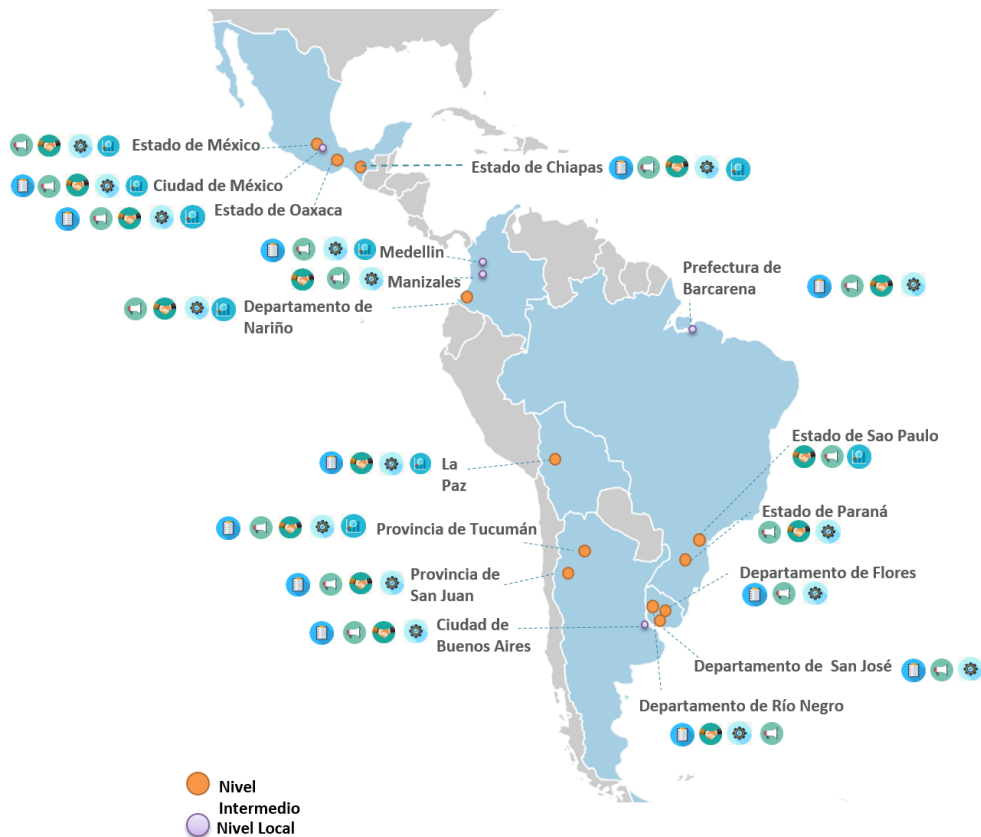 Estado de México
Estado de Chiapas
Ciudad de México
Estado de Oaxaca
Medellin
Manizales
Departamento de
Nariño
Prefectura de
Barcarena
Estado de Sao Paulo
La
Paz
Estado de Paraná
Provincia de Tucumán
Departamento de Flores
Provincia de
San Juan
Ciudad de
Buenos Aires
Departamento de  San José
Departamento de Río Negro
Nivel
Intermedio
Nivel Local